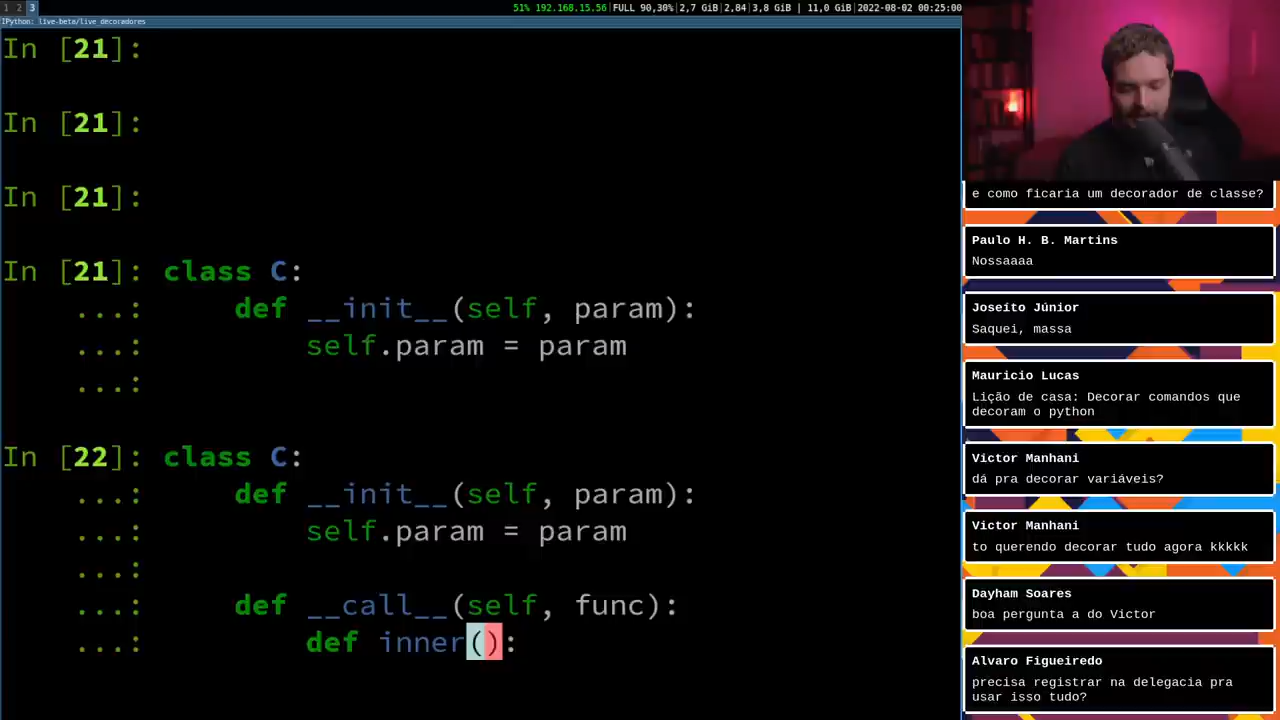 1 2 3
51% 192.168.15.56|FULL 90,30%|2,7 GiB|2,84|3,8 GiB | 11,0 GiB|2022-08-02 00:25:00
IPython: live-beta/live decoradores
In [21]:
In [21]:
In [21]:
In [21]: class C:
...: def __init__(self, param):
...: self.param = param
...:
In [22]: class C:
...: def __init__(self, param):
...: self.param = param
...:
...: def __call__(self, func):
...: def inner():
e como ficaria um decorador de classe?
Paulo H. B. Martins
Nossaaaa
Joseíto Júnior
Saquei, massa
Mauricio Lucas
Lição de casa: Decorar comandos que
decoram o python
Victor Manhani
dá pra decorar variáveis?
Victor Manhani
to querendo decorar tudo agora kkkkk
Dayham Soares
boa pergunta a do Victor
Alvaro Figueiredo
precisa registrar na delegacia pra
usar isso tudo?